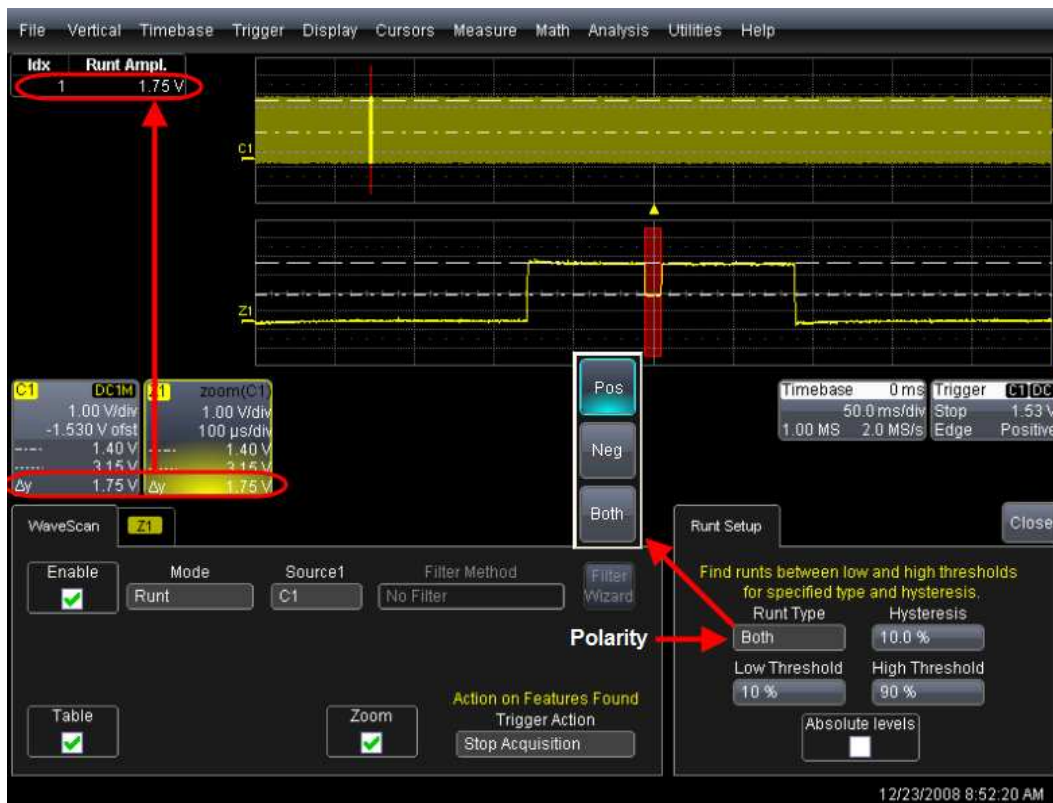 File Vertical Timebase Trigger Display Cursors Measure Math Analysis Utilities Help
Idx Runt Ampl.
1 1.75 V
C1
Z1
C1 DC1M
1.00 V/div
-1.530 V ofst
1.40 V
3.15 V
Δy 1.75 V
Z1 zoom(C1)
1.00 V/div
100 µs/div
1.40 V
3.15 V
Δy 1.75 V
Pos
Neg
Both
Timebase 0 ms
50.0 ms/div
1.00 MS 2.0 MS/s
Trigger C1 DC
Stop 1.53 V
Edge Positive
WaveScan Z1
Enable
Mode
Runt
Source1
C1
Filter Method
No Filter
Filter Wizard
Table
Zoom
Action on Features Found
Trigger Action
Stop Acquisition
Polarity
Runt Setup
Close
Find runts between low and high thresholds
for specified type and hysteresis.
Runt Type Hysteresis
Both 10.0 %
Low Threshold High Threshold
10 % 90 %
Absolute levels
12/23/2008 8:52:20 AM